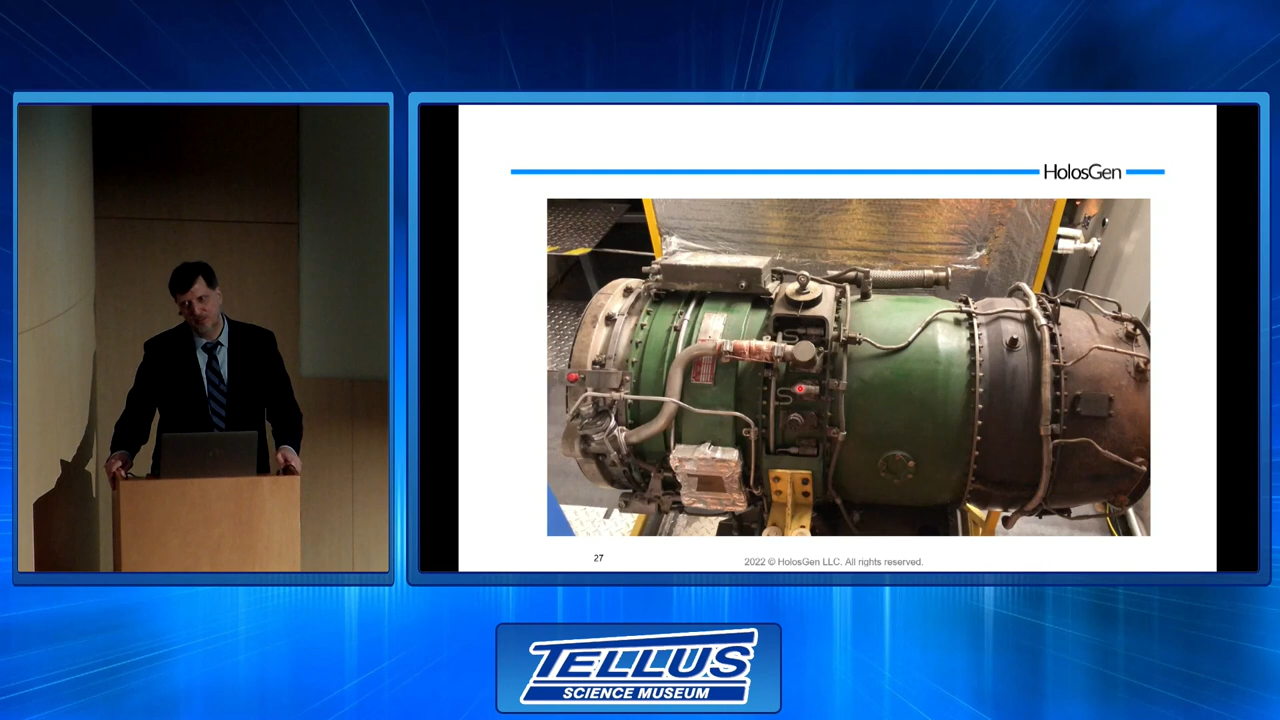 HolosGen
27
2022 © HolosGen LLC. All rights reserved.
TELLUS
SCIENCE MUSEUM